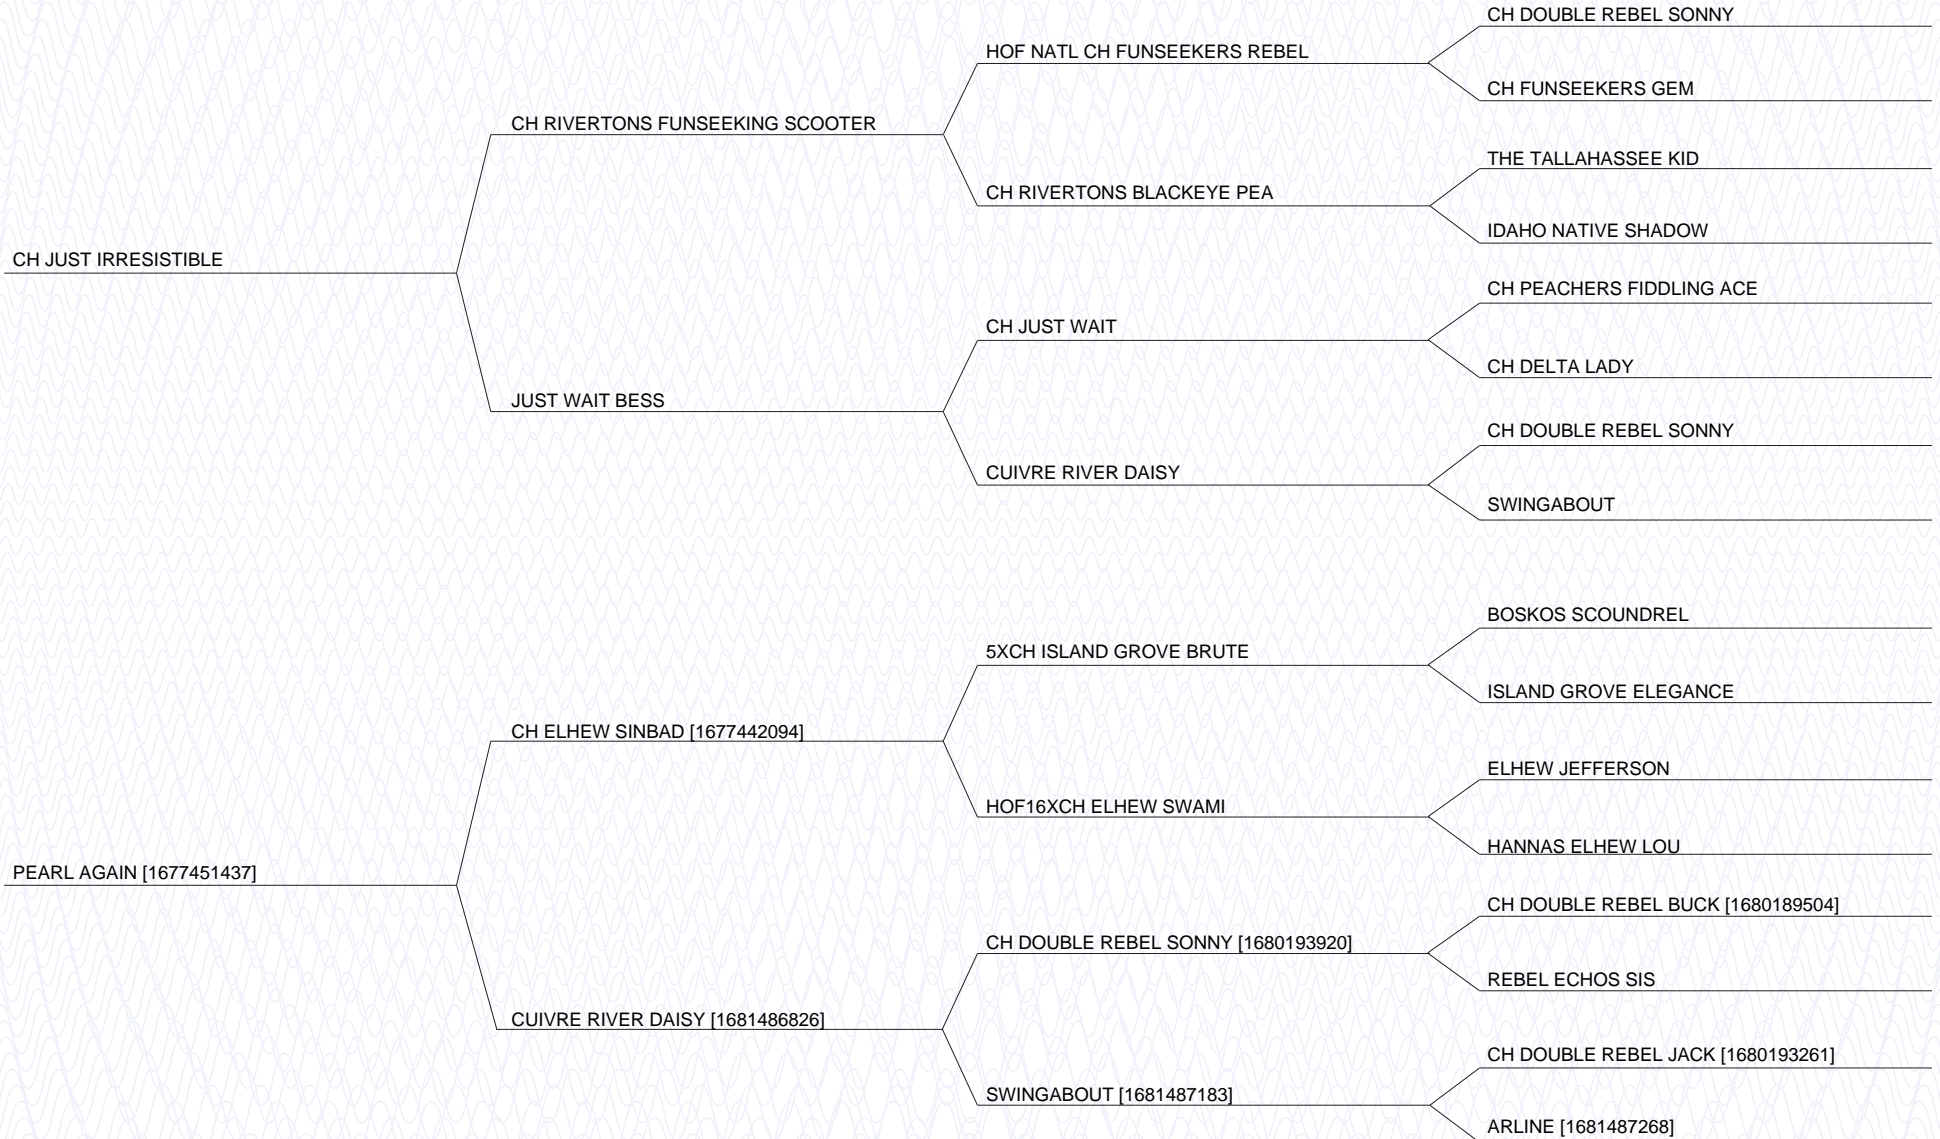 CH DOUBLE REBEL SONNY
HOF NATL CH FUNSEEKERS REBEL
CH FUNSEEKERS GEM
CH RIVERTONS FUNSEEKING SCOOTER
THE TALLAHASSEE KID
CH RIVERTONS BLACKEYE PEA
IDAHO NATIVE SHADOW
CH JUST IRRESISTIBLE
CH PEACHERS FIDDLING ACE
CH JUST WAIT
CH DELTA LADY
JUST WAIT BESS
CH DOUBLE REBEL SONNY
CUIVRE RIVER DAISY
SWINGABOUT
BOSKOS SCOUNDREL
5XCH ISLAND GROVE BRUTE
ISLAND GROVE ELEGANCE
CH ELHEW SINBAD [1677442094]
ELHEW JEFFERSON
HOF16XCH ELHEW SWAMI
HANNAS ELHEW LOU
PEARL AGAIN [1677451437]
CH DOUBLE REBEL BUCK [1680189504]
CH DOUBLE REBEL SONNY [1680193920]
REBEL ECHOS SIS
CUIVRE RIVER DAISY [1681486826]
CH DOUBLE REBEL JACK [1680193261]
SWINGABOUT [1681487183]
ARLINE [1681487268]